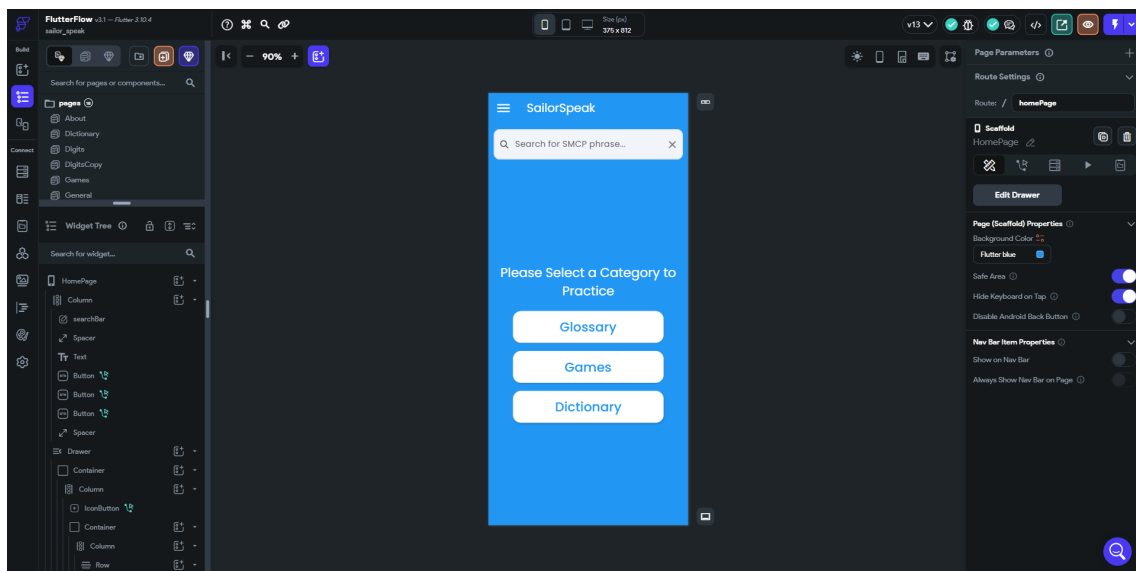 FlutterFlow v3.1 — Flutter 3.10.4
sailor_speak
Size (px)
375 x 812
v13
Build
Connect
90%
Search for pages or components...
pages
About
Dictionary
Digits
DigitsCopy
Games
General
Widget Tree
Search for widget...
HomePage
Column
searchBar
Spacer
Text
Button
Button
Button
Spacer
Drawer
Container
Column
IconButton
Container
Column
Row
SailorSpeak
Search for SMCP phrase...
Please Select a Category to
Practice
Glossary
Games
Dictionary
Page Parameters
Route Settings
Route: / homePage
Scaffold
HomePage
Edit Drawer
Page (Scaffold) Properties
Background Color
Flutter blue
Safe Area
Hide Keyboard on Tap
Disable Android Back Button
Nav Bar Item Properties
Show on Nav Bar
Always Show Nav Bar on Page